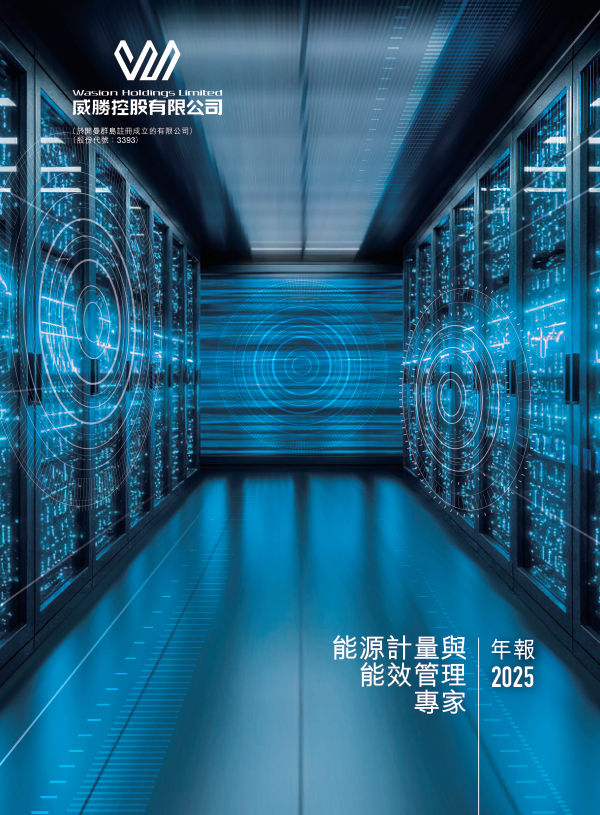 Wasion Holdings Limited
威勝控股有限公司
(於開曼群島註冊成立的有限公司)
(股份代號：3393)
能源計量與
能效管理
專家
年報
2025